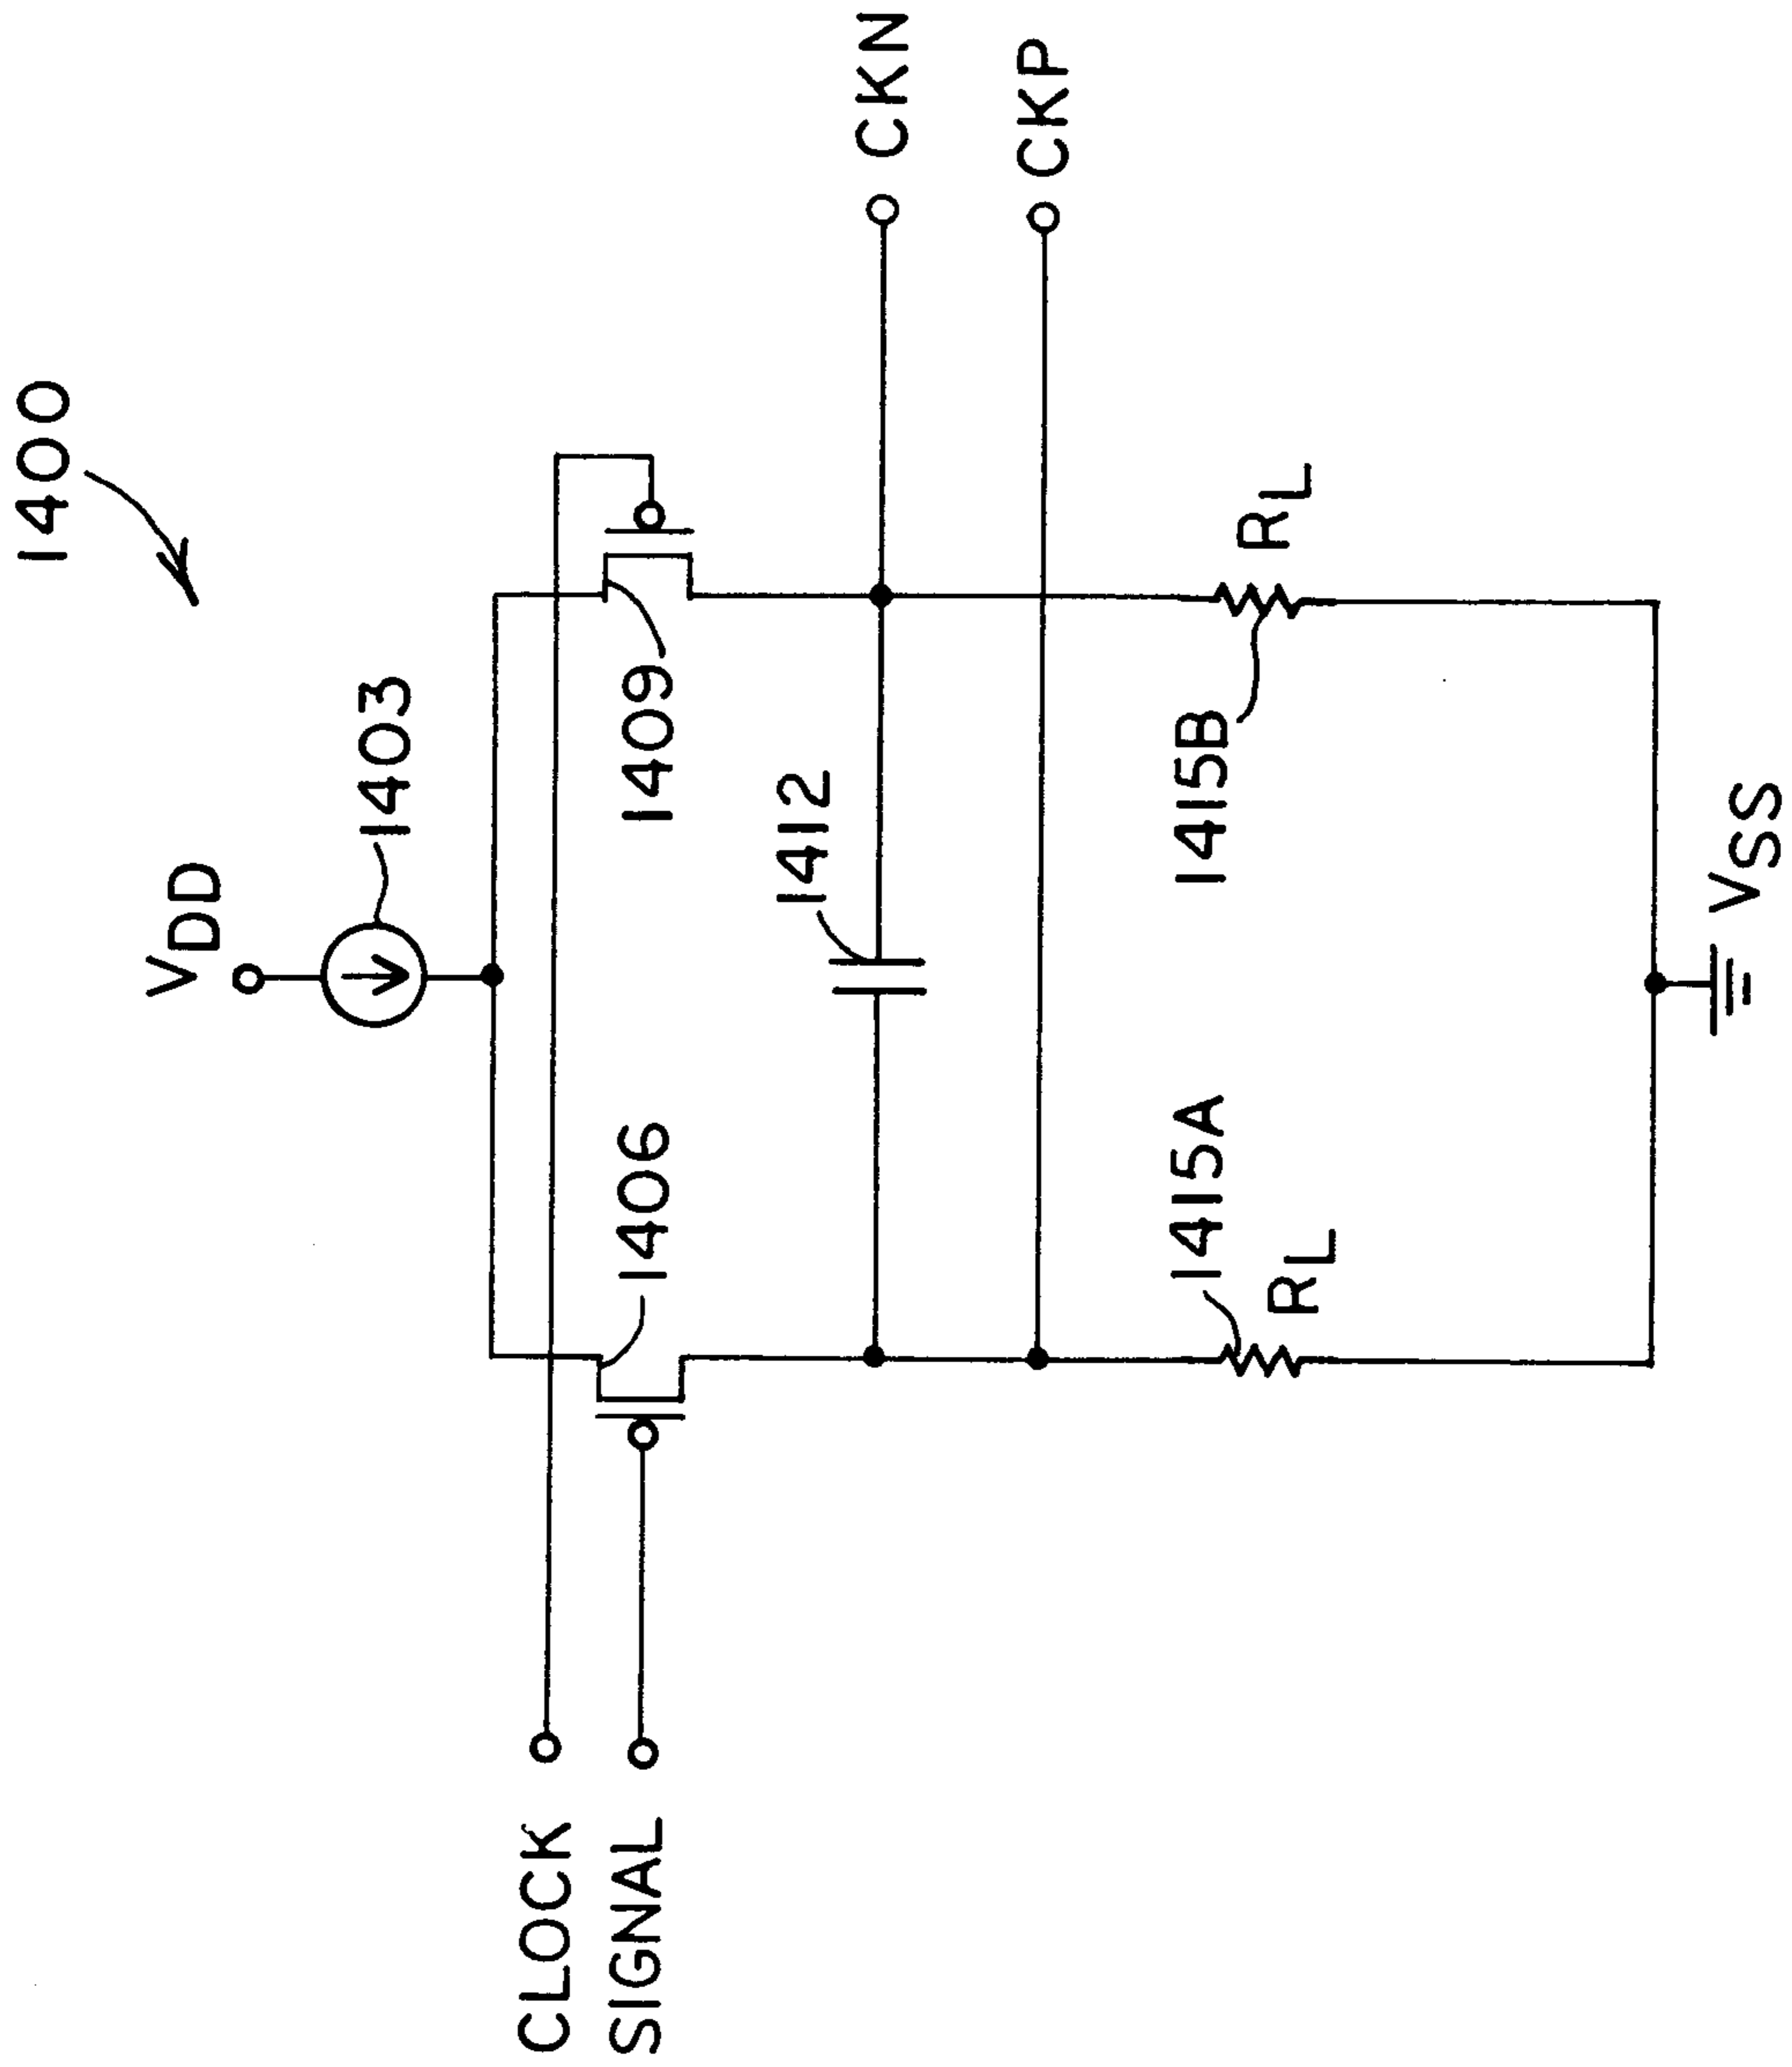 1400
VDD
1403
CLOCK
SIGNAL
1406
1409
1412
CKN
CKP
1415A
RL
1415B
RL
VSS